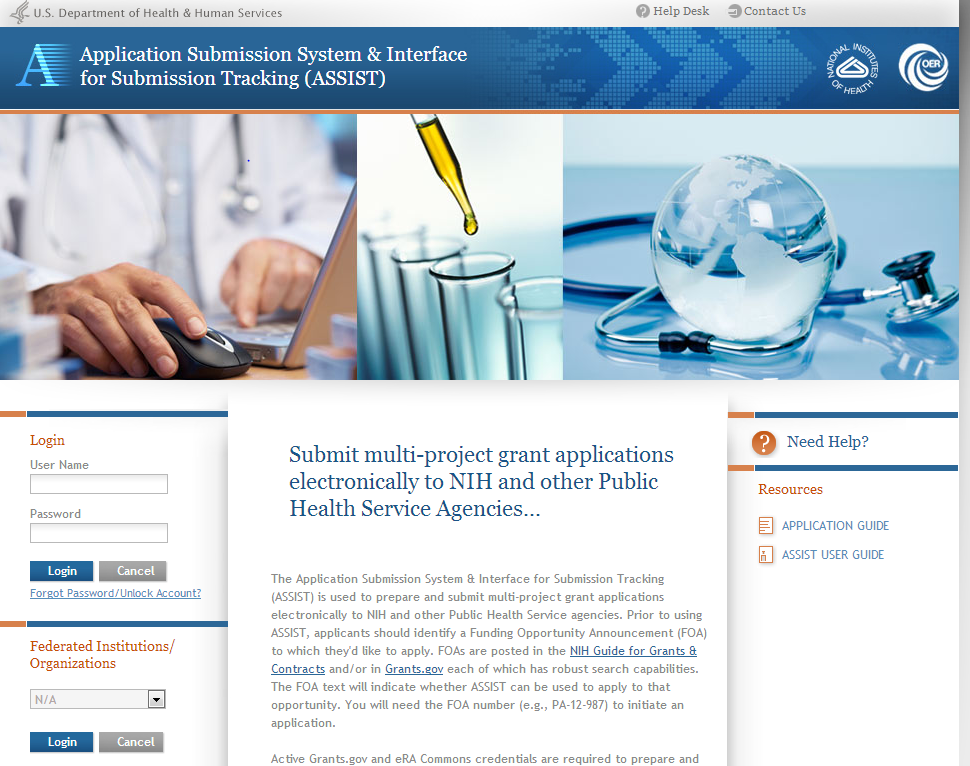 U.S. Department of Health & Human Services
Help Desk
Contact Us
A
Application Submission System & Interface
for Submission Tracking (ASSIST)
NATIONAL INSTITUTES
OF HEALTH
OER
Login
User Name
Password
Login
Cancel
Forgot Password/Unlock Account?
Federated Institutions/
Organizations
N/A
Login
Cancel
Submit multi-project grant applications
electronically to NIH and other Public
Health Service Agencies...
The Application Submission System & Interface for Submission Tracking
(ASSIST) is used to prepare and submit multi-project grant applications
electronically to NIH and other Public Health Service agencies. Prior to using
ASSIST, applicants should identify a Funding Opportunity Announcement (FOA)
to which they'd like to apply. FOAs are posted in the NIH Guide for Grants &
Contracts and/or in Grants.gov each of which has robust search capabilities.
The FOA text will indicate whether ASSIST can be used to apply to that
opportunity. You will need the FOA number (e.g., PA-12-987) to initiate an
application.
Active Grants.gov and eRA Commons credentials are required to prepare and
?
Need Help?
Resources
APPLICATION GUIDE
ASSIST USER GUIDE